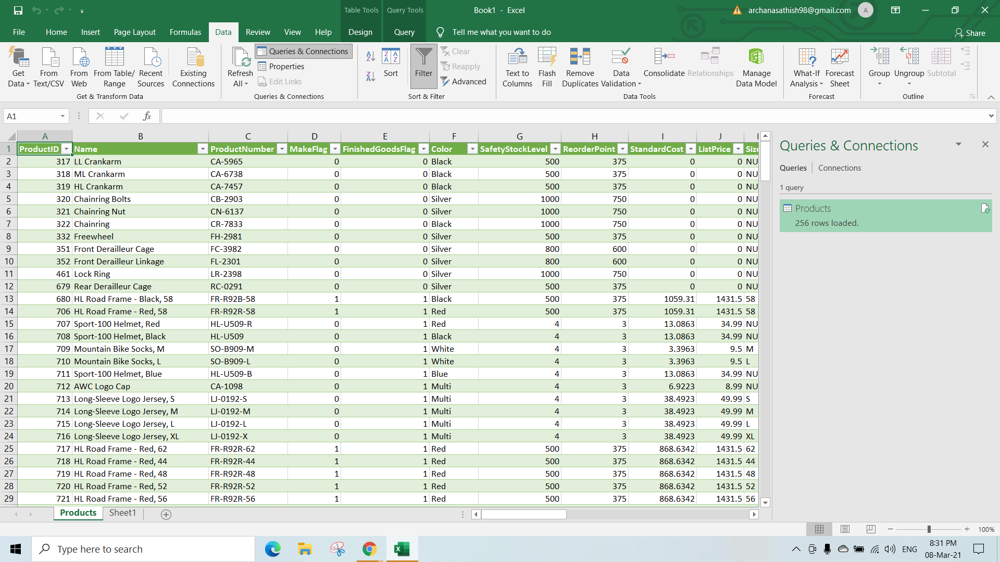 Table Tools Query Tools Book1 - Excel archanasathish98@gmail.com A
File Home Insert Page Layout Formulas Data Review View Help Design Query Tell me what you want to do Share
Get Data From Text/CSV From Web From Table/ Range Recent Sources Existing Connections
Get & Transform Data
Refresh All Queries & Connections Properties Edit Links
Queries & Connections
Sort Filter Clear Reapply Advanced
Sort & Filter
Text to Columns Flash Fill Remove Duplicates Data Validation Consolidate Relationships Manage Data Model
Data Tools
What-If Analysis Forecast Sheet
Forecast
Group Ungroup Subtotal
Outline
A1 fx
A B C D E F G H I J
1 ProductID Name ProductNumber MakeFlag FinishedGoodsFlag Color SafetyStockLevel ReorderPoint StandardCost ListPrice Size
2 317 LL Crankarm CA-5965 0 0 Black 500 375 0 0 NU
3 318 ML Crankarm CA-6738 0 0 Black 500 375 0 0 NU
4 319 HL Crankarm CA-7457 0 0 Black 500 375 0 0 NU
5 320 Chainring Bolts CB-2903 0 0 Silver 1000 750 0 0 NU
6 321 Chainring Nut CN-6137 0 0 Silver 1000 750 0 0 NU
7 322 Chainring CR-7833 0 0 Black 1000 750 0 0 NU
8 332 Freewheel FH-2981 0 0 Silver 500 375 0 0 NU
9 351 Front Derailleur Cage FC-3982 0 0 Silver 800 600 0 0 NU
10 352 Front Derailleur Linkage FL-2301 0 0 Silver 800 600 0 0 NU
11 461 Lock Ring LR-2398 0 0 Silver 1000 750 0 0 NU
12 679 Rear Derailleur Cage RC-0291 0 0 Silver 500 375 0 0 NU
13 680 HL Road Frame - Black, 58 FR-R92B-58 1 1 Black 500 375 1059.31 1431.5 58
14 706 HL Road Frame - Red, 58 FR-R92R-58 1 1 Red 500 375 1059.31 1431.5 58
15 707 Sport-100 Helmet, Red HL-U509-R 0 1 Red 4 3 13.0863 34.99 NU
16 708 Sport-100 Helmet, Black HL-U509 0 1 Black 4 3 13.0863 34.99 NU
17 709 Mountain Bike Socks, M SO-B909-M 0 1 White 4 3 3.3963 9.5 M
18 710 Mountain Bike Socks, L SO-B909-L 0 1 White 4 3 3.3963 9.5 L
19 711 Sport-100 Helmet, Blue HL-U509-B 0 1 Blue 4 3 13.0863 34.99 NU
20 712 AWC Logo Cap CA-1098 0 1 Multi 4 3 6.9223 8.99 NU
21 713 Long-Sleeve Logo Jersey, S LJ-0192-S 0 1 Multi 4 3 38.4923 49.99 S
22 714 Long-Sleeve Logo Jersey, M LJ-0192-M 0 1 Multi 4 3 38.4923 49.99 M
23 715 Long-Sleeve Logo Jersey, L LJ-0192-L 0 1 Multi 4 3 38.4923 49.99 L
24 716 Long-Sleeve Logo Jersey, XL LJ-0192-X 0 1 Multi 4 3 38.4923 49.99 XL
25 717 HL Road Frame - Red, 62 FR-R92R-62 1 1 Red 500 375 868.6342 1431.5 62
26 718 HL Road Frame - Red, 44 FR-R92R-44 1 1 Red 500 375 868.6342 1431.5 44
27 719 HL Road Frame - Red, 48 FR-R92R-48 1 1 Red 500 375 868.6342 1431.5 48
28 720 HL Road Frame - Red, 52 FR-R92R-52 1 1 Red 500 375 868.6342 1431.5 52
29 721 HL Road Frame - Red, 56 FR-R92R-56 1 1 Red 500 375 868.6342 1431.5 56
Queries & Connections
Queries Connections
1 query
Products
256 rows loaded.
Products Sheet1
100%
Type here to search
ENG
8:31 PM
08-Mar-21